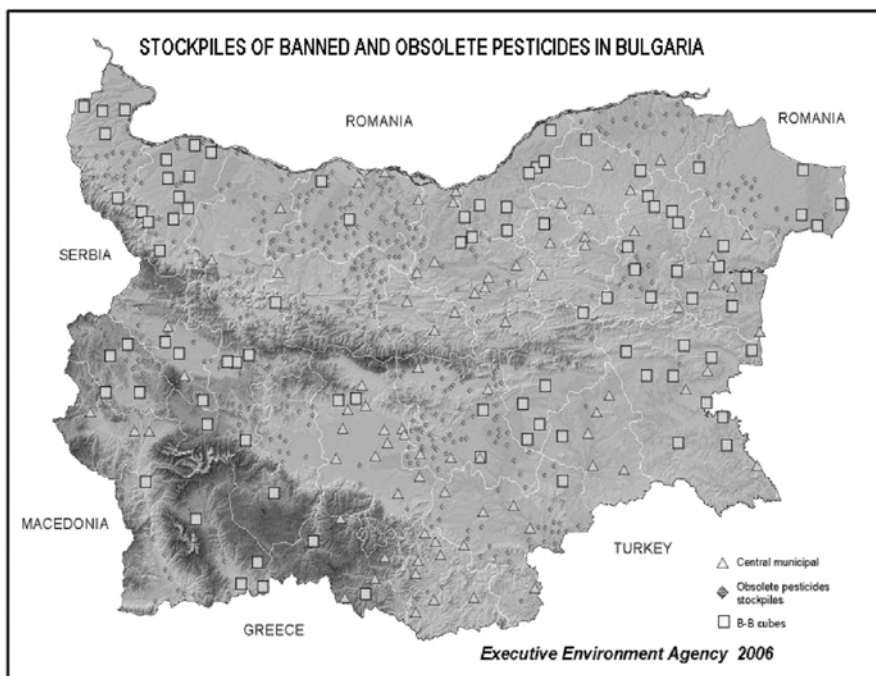 STOCKPILES OF BANNED AND OBSOLETE PESTICIDES IN BULGARIA
ROMANIA
ROMANIA
SERBIA
MACEDONIA
TURKEY
GREECE
Central municipal
Obsolete pesticides
stockpiles
B-B cubes
Executive Environment Agency 2006